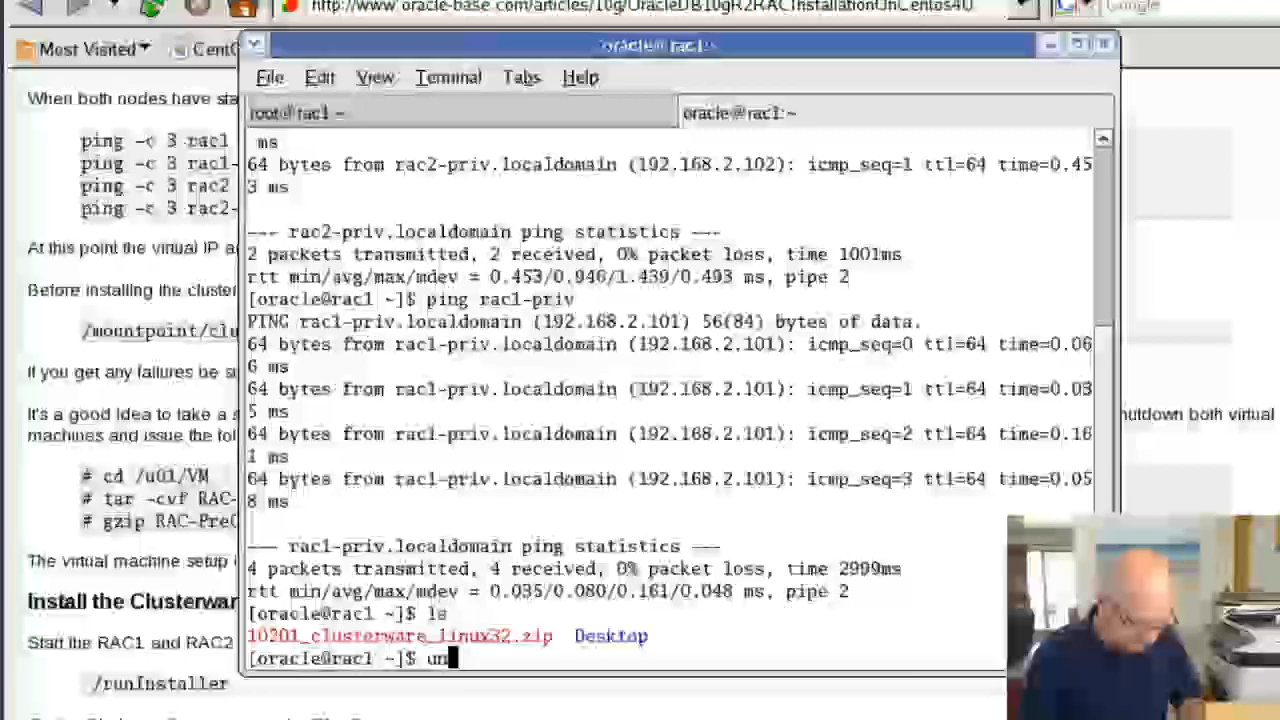 http://www.oracle-base.com/articles/10g/OracleDB10gR2RACInstallationOnCentos4U
Google
Most Visited
Cent
oracle@rac1:~
File Edit View Terminal Tabs Help
root@rac1:~
oracle@rac1:~
When both nodes have sta
ping -c 3 rac1
ping -c 3 rac1-
ping -c 3 rac2
ping -c 3 rac2-
At this point the virtual IP a
Before installing the cluster
/mountpoint/clu
If you get any failures be su
It's a good idea to take a s
hutdown both virtual
machines and issue the fol
# cd /u01/VM
# tar -cvf RAC-
# gzip RAC-PreC
The virtual machine setup i
Install the Clusterwar
Start the RAC1 and RAC2
/runInstaller
ms
64 bytes from rac2-priv.localdomain (192.168.2.102): icmp_seq=1 ttl=64 time=0.45
3 ms
--- rac2-priv.localdomain ping statistics ---
2 packets transmitted, 2 received, 0% packet loss, time 1001ms
rtt min/avg/max/mdev = 0.453/0.946/1.439/0.493 ms, pipe 2
[oracle@rac1 ~]$ ping rac1-priv
PING rac1-priv.localdomain (192.168.2.101) 56(84) bytes of data.
64 bytes from rac1-priv.localdomain (192.168.2.101): icmp_seq=0 ttl=64 time=0.06
6 ms
64 bytes from rac1-priv.localdomain (192.168.2.101): icmp_seq=1 ttl=64 time=0.03
5 ms
64 bytes from rac1-priv.localdomain (192.168.2.101): icmp_seq=2 ttl=64 time=0.16
1 ms
64 bytes from rac1-priv.localdomain (192.168.2.101): icmp_seq=3 ttl=64 time=0.05
8 ms
--- rac1-priv.localdomain ping statistics ---
4 packets transmitted, 4 received, 0% packet loss, time 2999ms
rtt min/avg/max/mdev = 0.035/0.080/0.161/0.048 ms, pipe 2
[oracle@rac1 ~]$ ls
10201_clusterware_linux32.zip Desktop
[oracle@rac1 ~]$ un